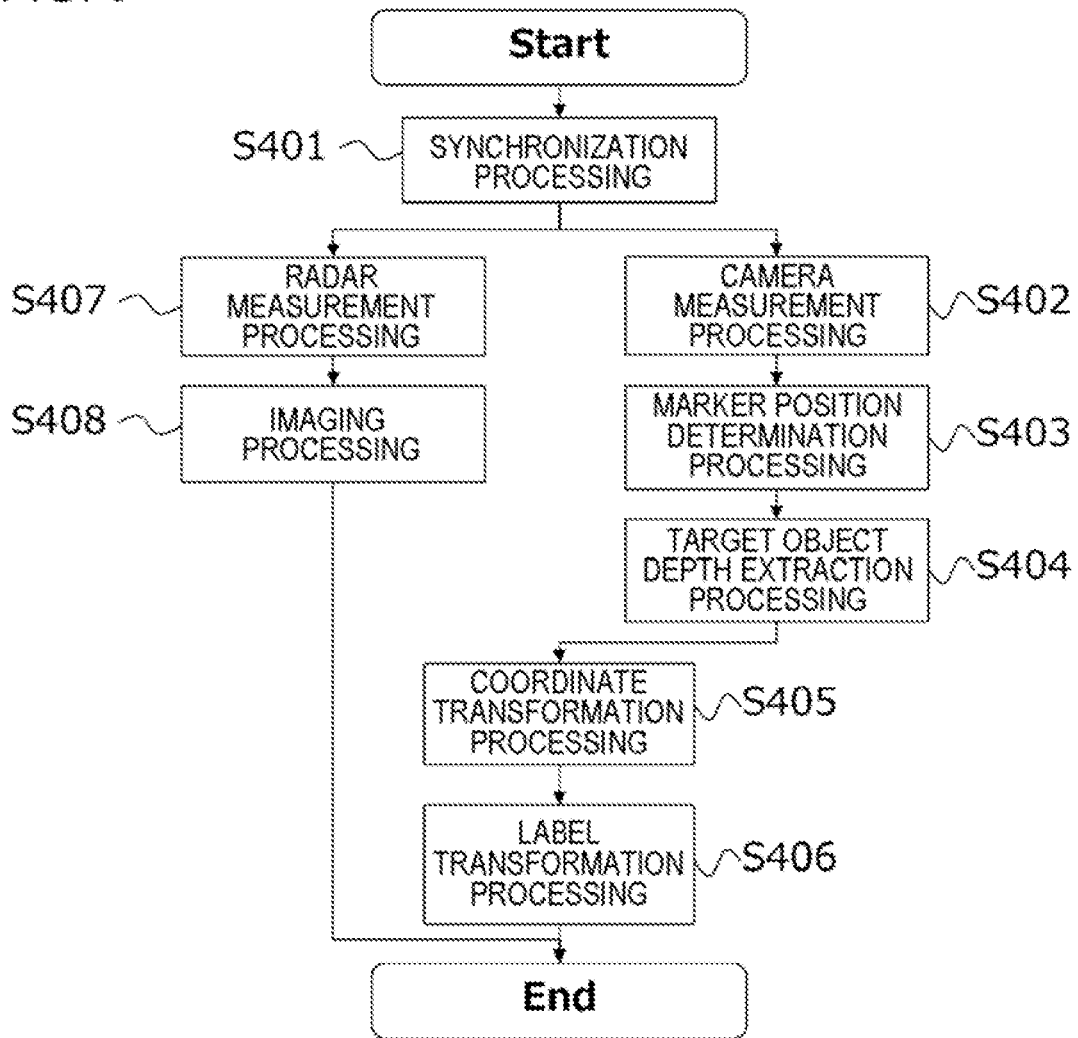 Start
S401
SYNCHRONIZATION
PROCESSING
S407
RADAR
MEASUREMENT
PROCESSING
CAMERA
MEASUREMENT
PROCESSING
S402
S408
IMAGING
PROCESSING
MARKER POSITION
DETERMINATION
PROCESSING
S403
TARGET OBJECT
DEPTH EXTRACTION
PROCESSING
S404
COORDINATE
TRANSFORMATION
PROCESSING
S405
LABEL
TRANSFORMATION
PROCESSING
S406
End